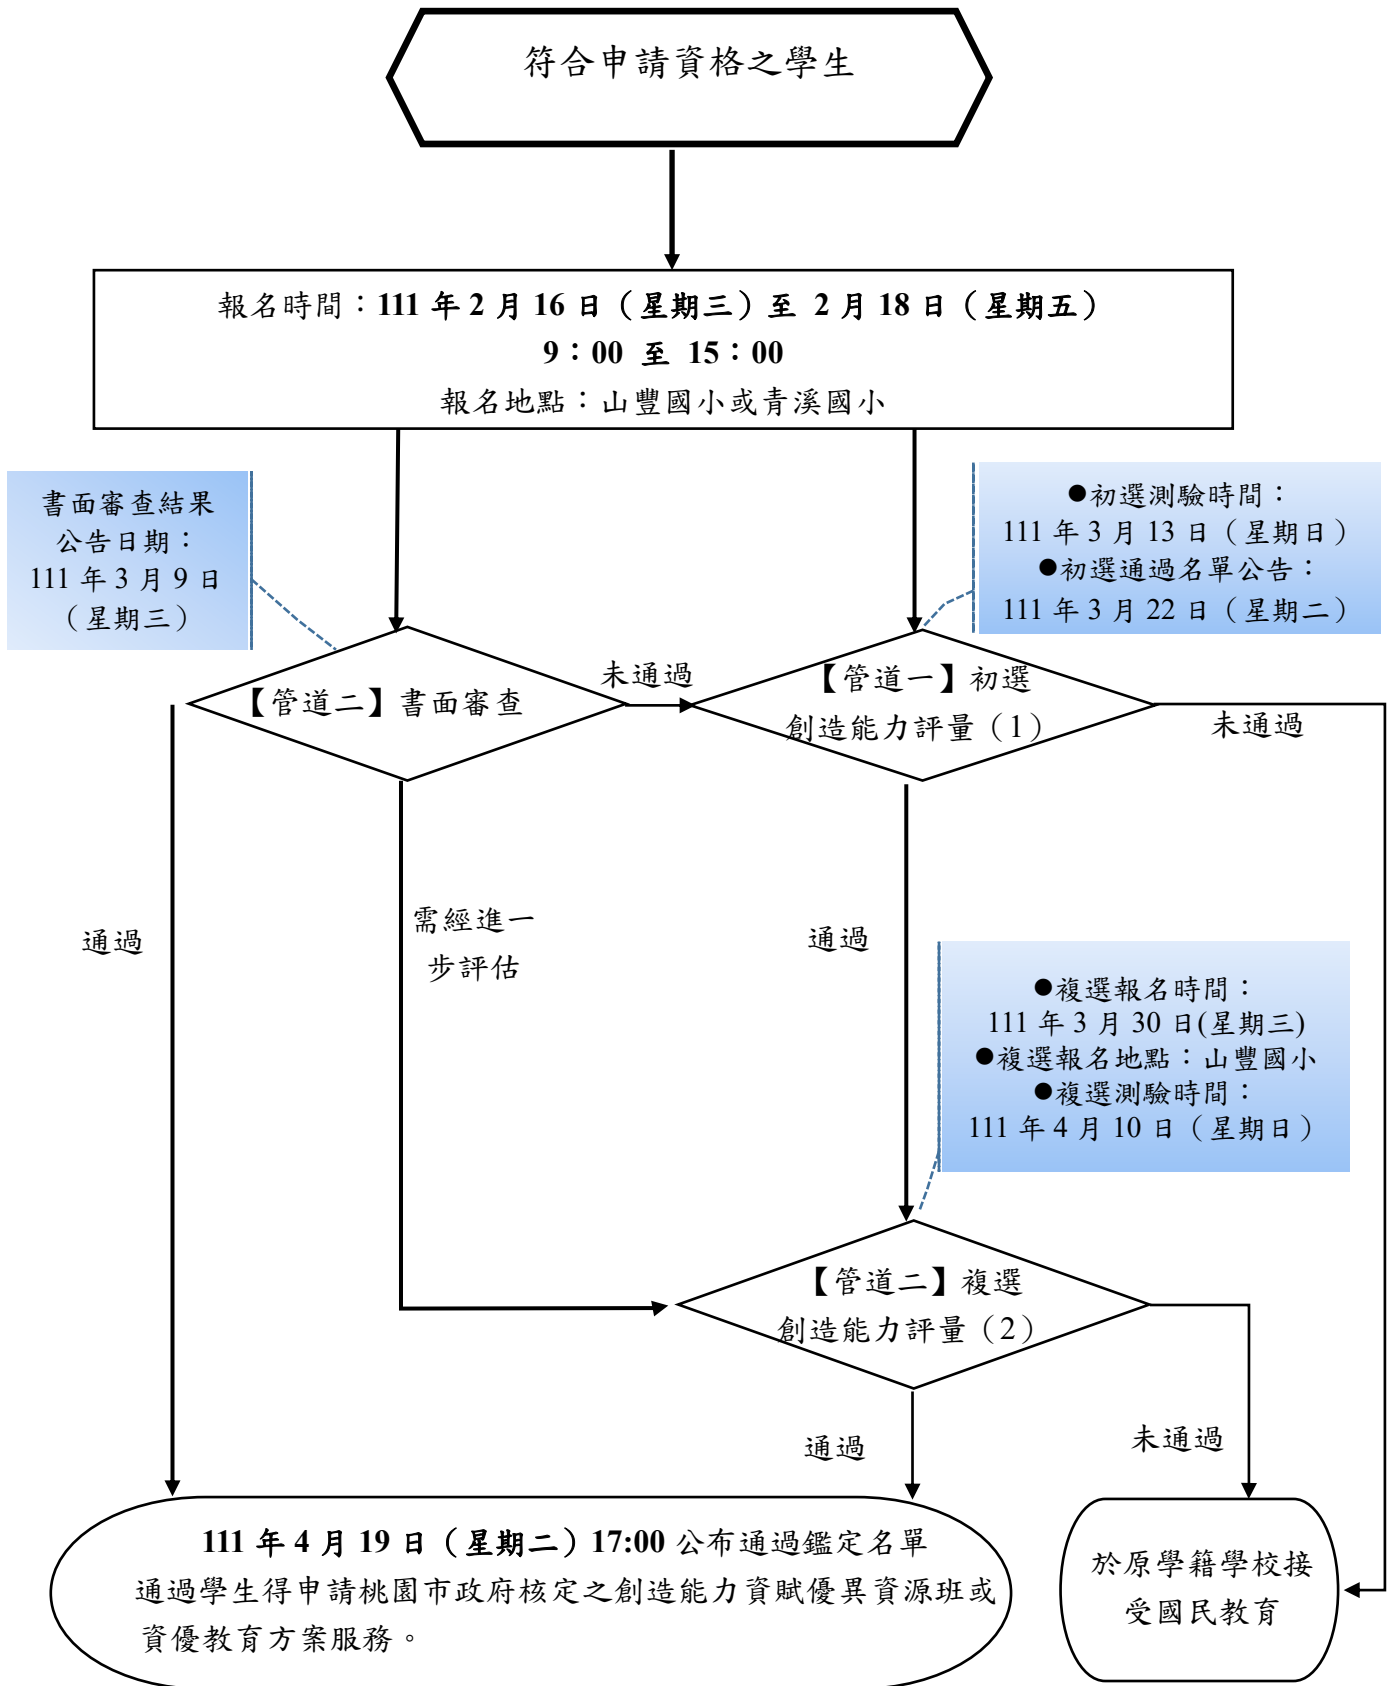 符合申請資格之學生
報名時間：111 年 2 月 16 日（星期三）至 2 月 18 日（星期五）
9：00 至 15：00
報名地點：山豐國小或青溪國小
書面審查結果
公告日期：
111 年 3 月 9 日
（星期三）
●初選測驗時間：
111 年 3 月 13 日（星期日）
●初選通過名單公告：
111 年 3 月 22 日（星期二）
【管道二】書面審查
未通過
【管道一】初選
創造能力評量（1）
未通過
通過
需經進一
步評估
通過
●複選報名時間：
111 年 3 月 30 日(星期三)
●複選報名地點：山豐國小
●複選測驗時間：
111 年 4 月 10 日（星期日）
【管道二】複選
創造能力評量（2）
通過
未通過
111 年 4 月 19 日（星期二）17:00 公布通過鑑定名單
通過學生得申請桃園市政府核定之創造能力資賦優異資源班或
資優教育方案服務。
於原學籍學校接
受國民教育